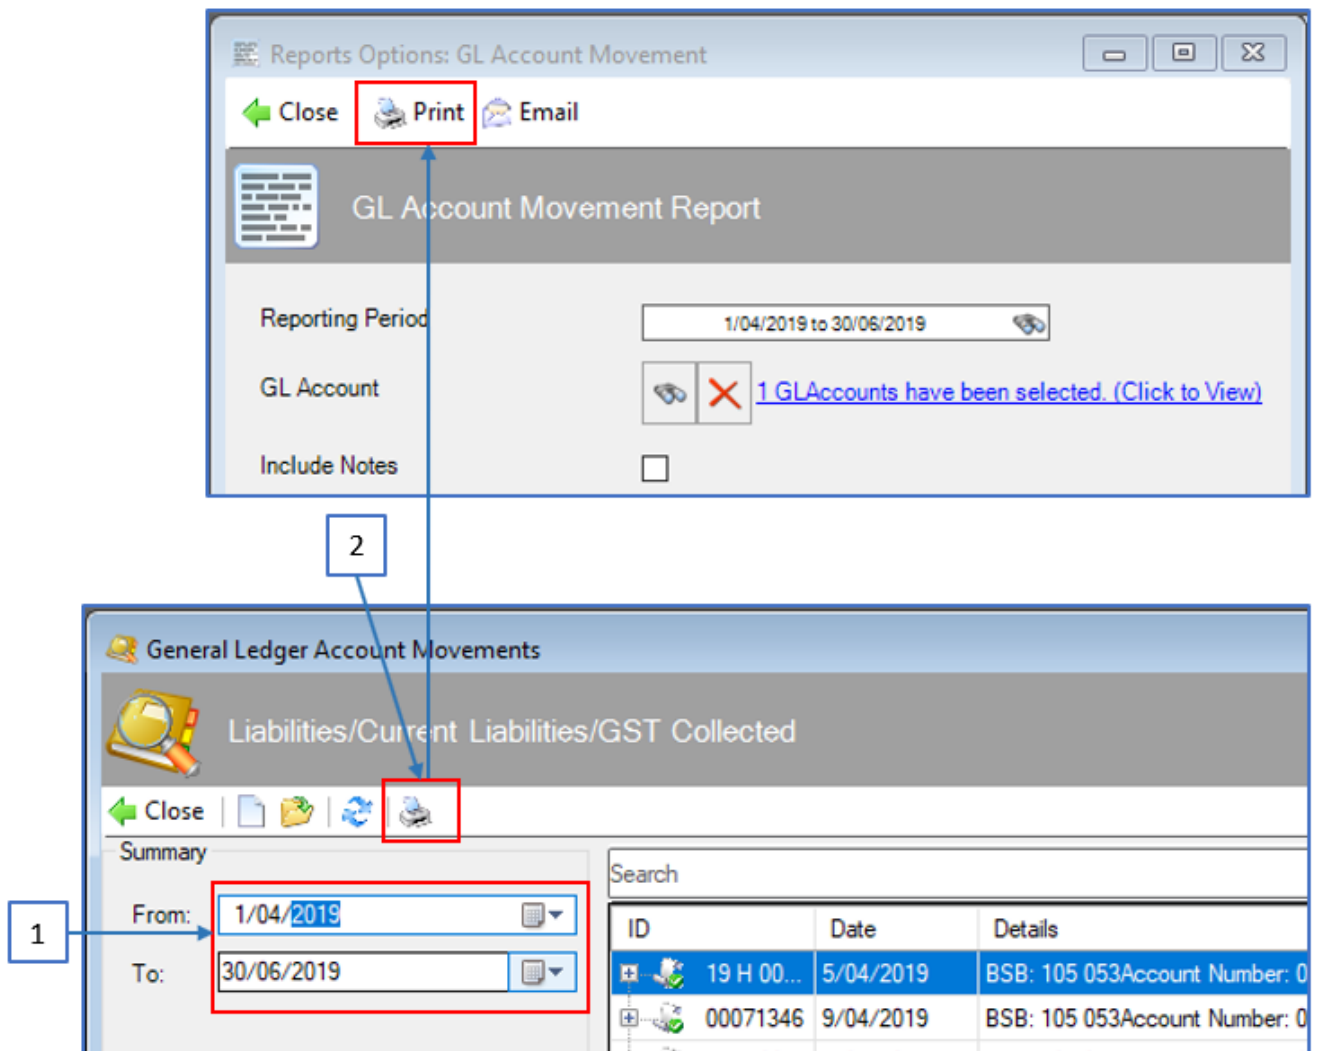 Reports Options: GL Account Movement
Close Print Email
GL Account Movement Report
Reporting Period 1/04/2019 to 30/06/2019
GL Account 1 GLAccounts have been selected. (Click to View)
Include Notes
2
General Ledger Account Movements
Liabilities/Current Liabilities/GST Collected
Close
Summary
Search
1
From: 1/04/2019
To: 30/06/2019
ID Date Details
19 H 00... 5/04/2019 BSB: 105 053Account Number: 0
00071346 9/04/2019 BSB: 105 053Account Number: 0